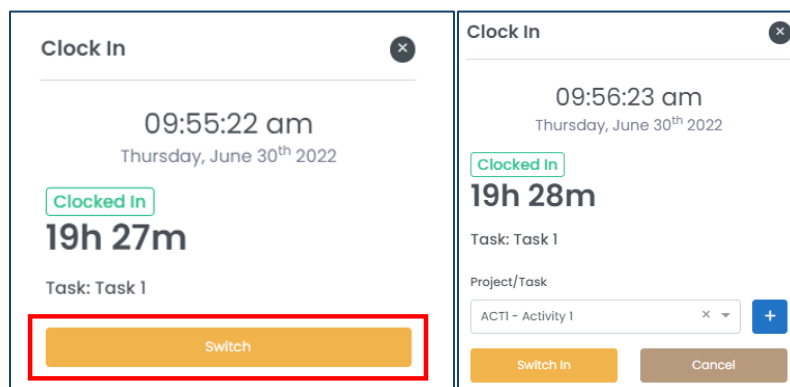 Clock In
09:55:22 am
Thursday, June 30th 2022
Clocked In
19h 27m
Task: Task 1
Switch
Clock In
09:56:23 am
Thursday, June 30th 2022
Clocked In
19h 28m
Task: Task 1
Project/Task
ACT1 - Activity 1
Switch In Cancel